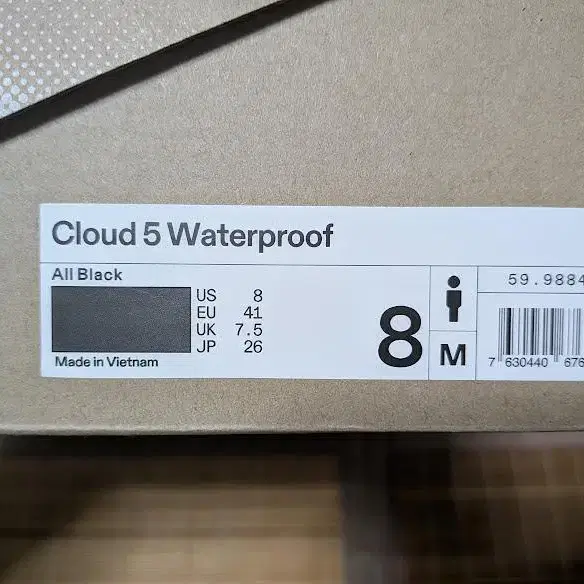 Cloud 5 Waterproof
All Black
US 8
EU 41
UK 7.5
JP 26
Made in Vietnam
8
M
59.9884
7 630440 676